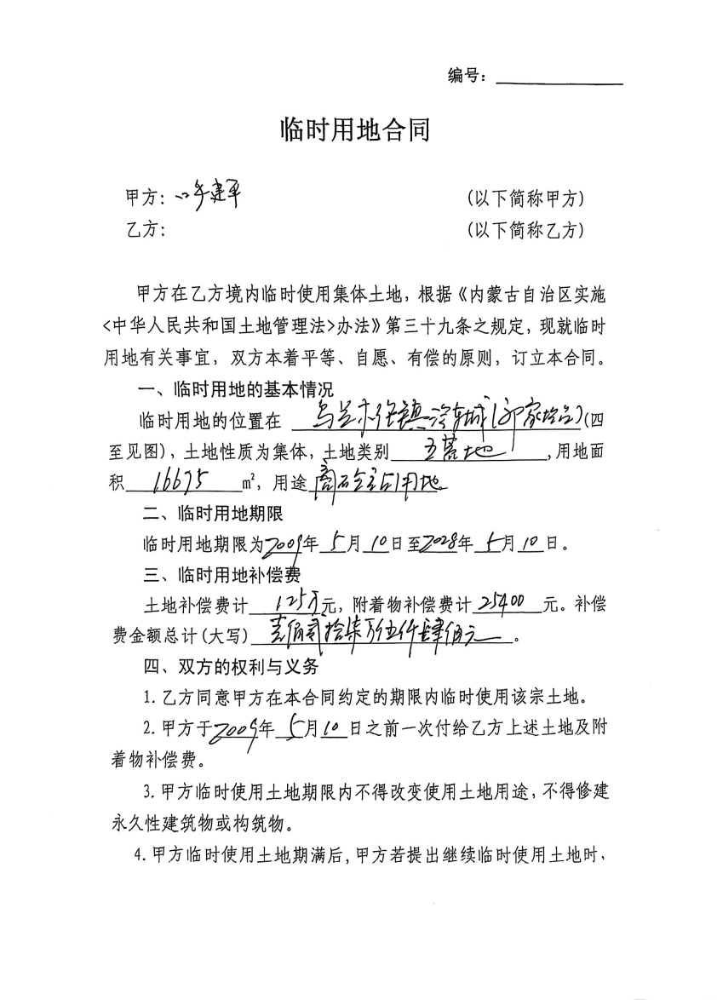 编号：
临时用地合同
甲方： 建平 （以下简称甲方）
乙方： （以下简称乙方）
甲方在乙方境内临时使用集体土地，根据《内蒙古自治区实施
<中华人民共和国土地管理法>办法》第三十九条之规定，现就临时
用地有关事宜，双方本着平等、自愿、有偿的原则，订立本合同。
一、临时用地的基本情况
临时用地的位置在 乌兰木伦镇 （四
至见图），土地性质为集体，土地类别 ，用地面
积 16675 m²，用途 用地
二、临时用地期限
临时用地期限为2009年 5月 10日至2028年 5月 10日。
三、临时用地补偿费
土地补偿费计 125万元，附着物补偿费计 25400 元。补偿
费金额总计(大写) 壹佰贰拾柒万伍仟肆佰元 。
四、双方的权利与义务
1.乙方同意甲方在本合同约定的期限内临时使用该宗土地。
2.甲方于2009年 5月10 日之前一次付给乙方上述土地及附
着物补偿费。
3.甲方临时使用土地期限内不得改变使用土地用途，不得修建
永久性建筑物或构筑物。
4.甲方临时使用土地期满后,甲方若提出继续临时使用土地时，